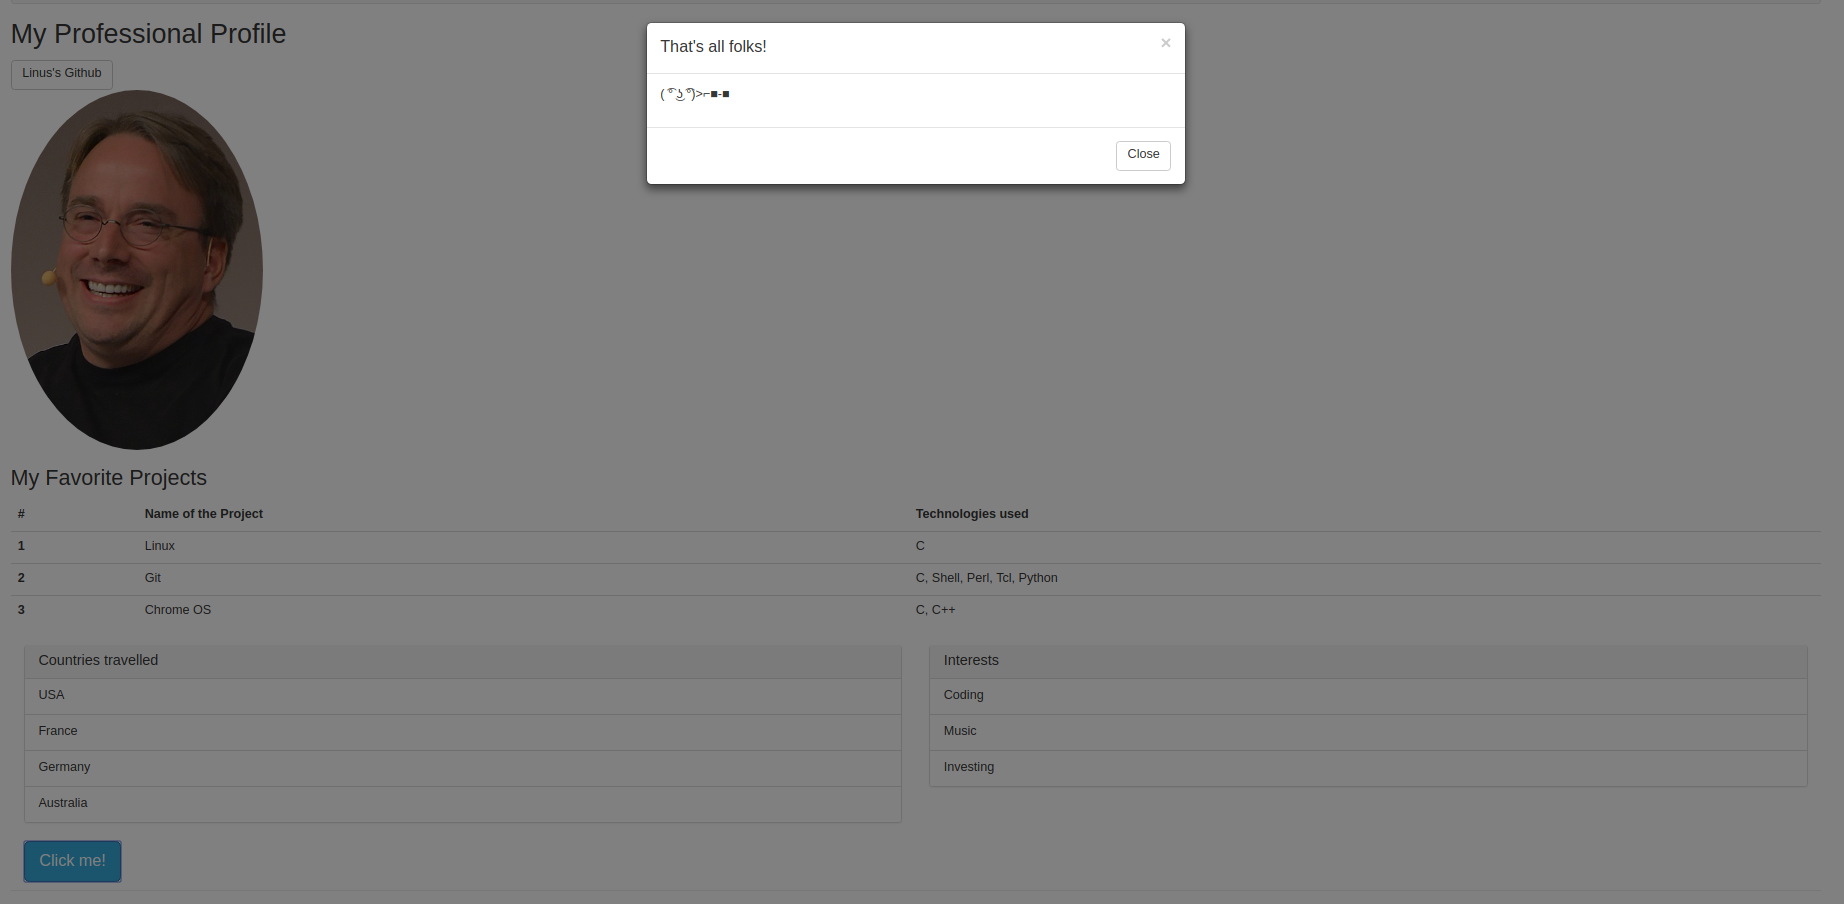 My Professional Profile
Linus's Github
That's all folks!
×
( ͡° ͜ʖ ͡°)>⌐■-■
Close
My Favorite Projects
# Name of the Project Technologies used
1 Linux C
2 Git C, Shell, Perl, Tcl, Python
3 Chrome OS C, C++
Countries travelled
USA
France
Germany
Australia
Interests
Coding
Music
Investing
Click me!